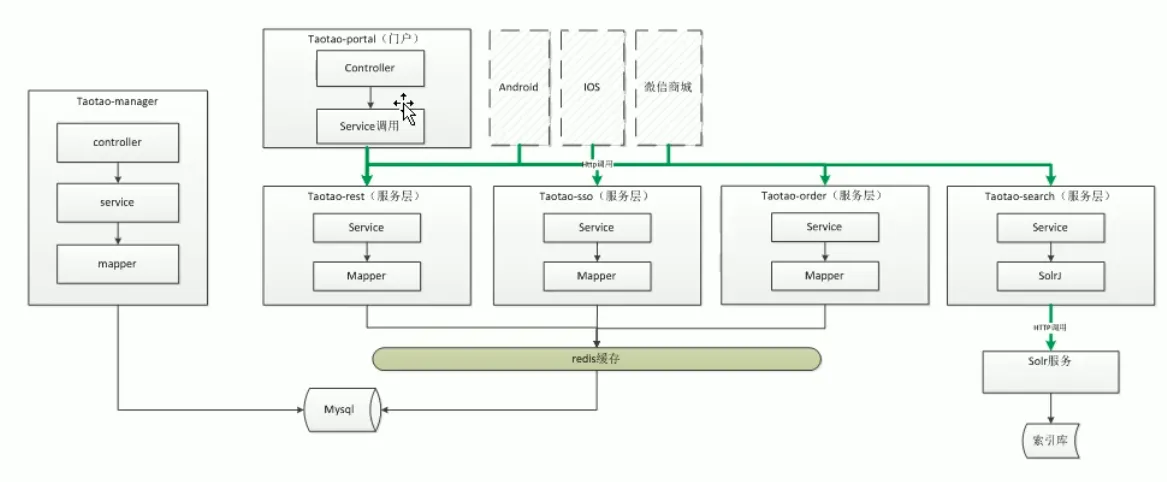 Taotao-portal（门户）
Controller
Service调用
Android
IOS
微信商城
Taotao-manager
controller
service
mapper
Http调用
Taotao-rest（服务层）
Service
Mapper
Taotao-sso（服务层）
Service
Mapper
Taotao-order（服务层）
Service
Mapper
Taotao-search（服务层）
Service
SolrJ
HTTP调用
redis缓存
Solr服务
Mysql
索引库